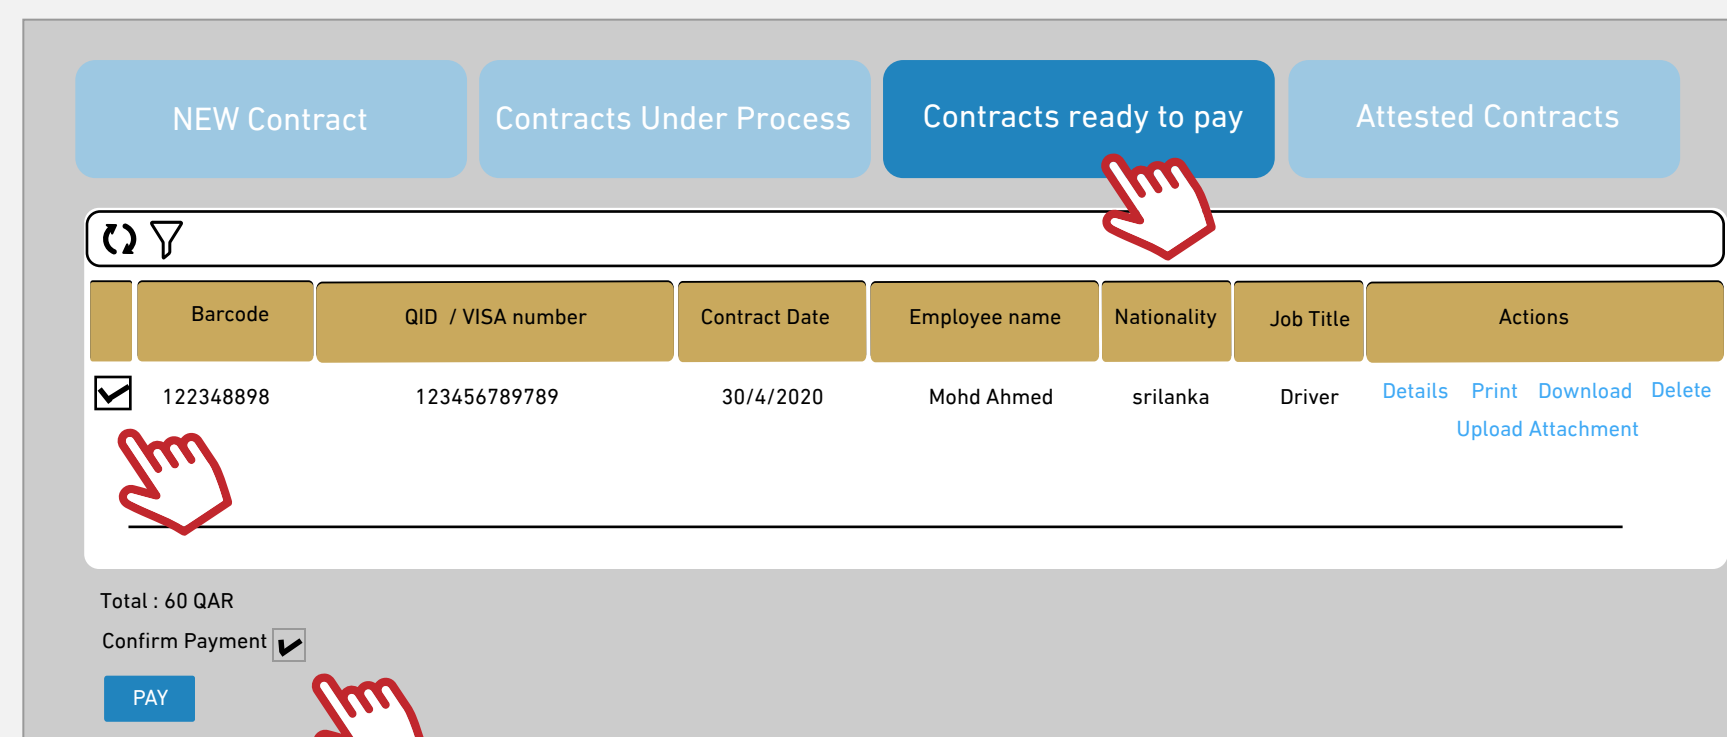 NEW Contract
Contracts Under Process
Contracts ready to pay
Attested Contracts
Barcode
QID / VISA number
Contract Date
Employee name
Nationality
Job Title
Actions
122348898
123456789789
30/4/2020
Mohd Ahmed
srilanka
Driver
Details Print Download Delete
Upload Attachment
Total : 60 QAR
Confirm Payment
PAY